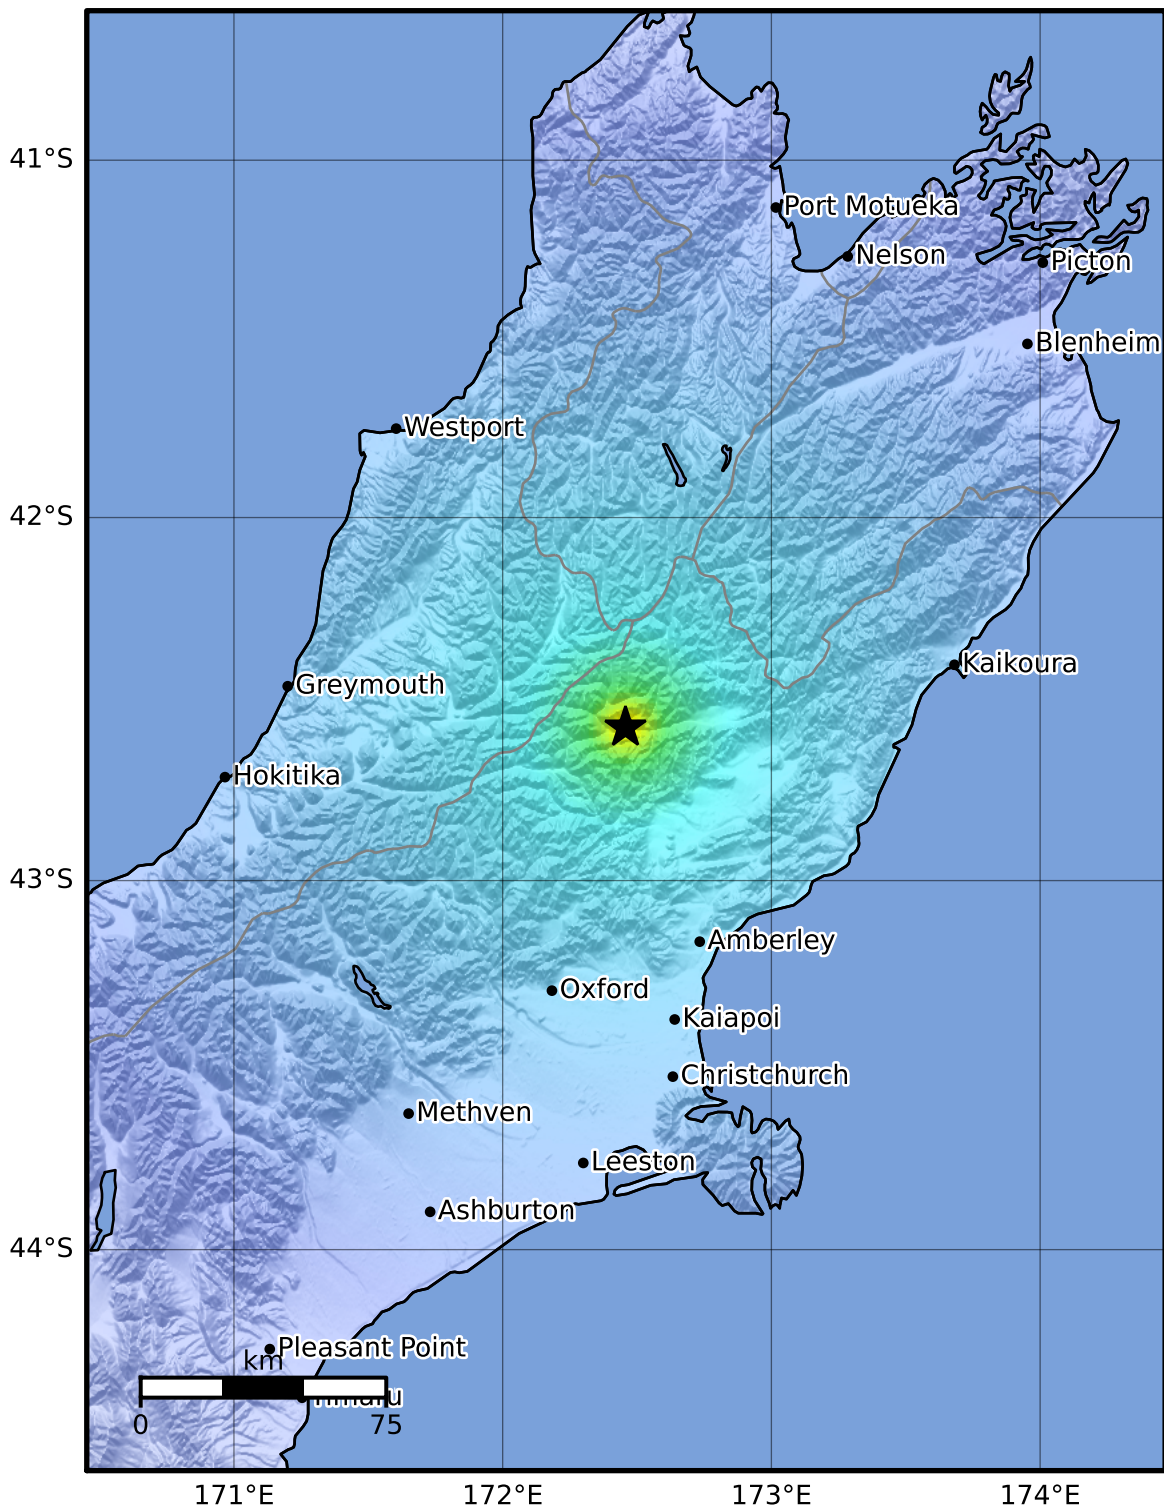 41°S
Port Motueka
Nelson
Picton
Blenheim
Westport
42°S
Kaikoura
Greymouth
Hokitika
43°S
Amberley
Oxford
Kaiapoi
Christchurch
Methven
Leeston
Ashburton
44°S
Pleasant Point
km
Timaru
0 75
171°E 172°E 173°E 174°E